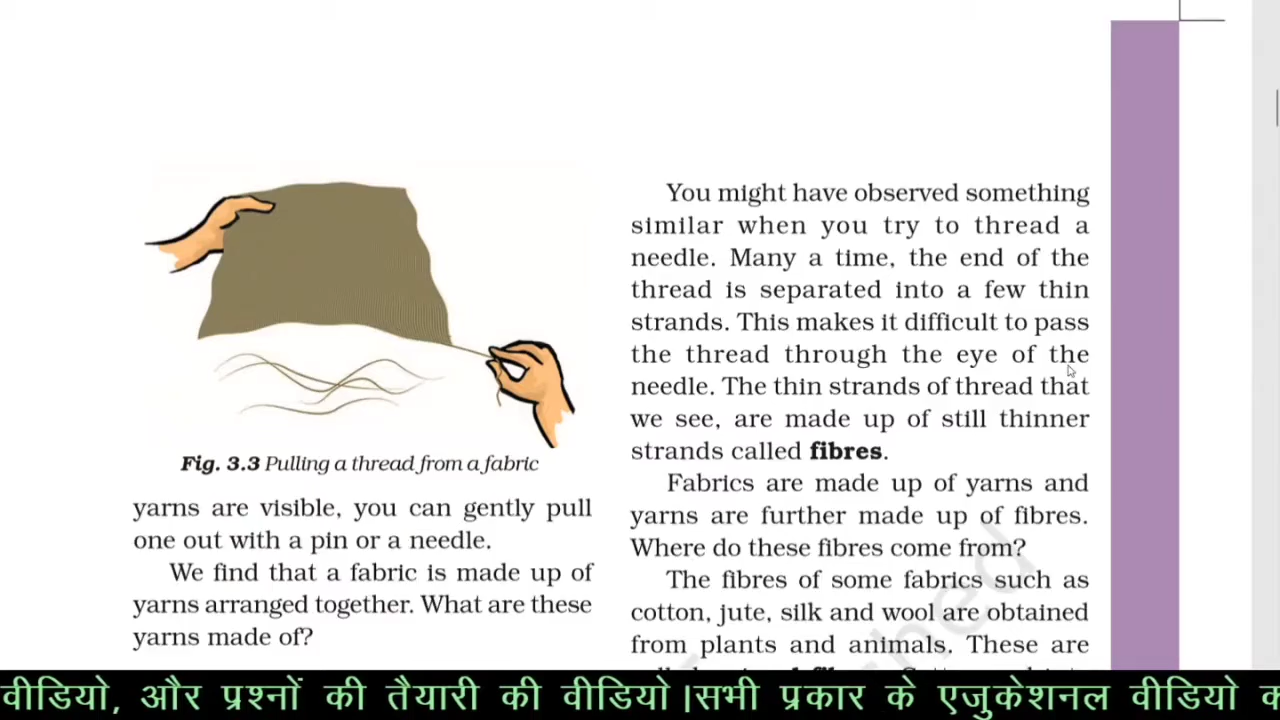 Fig. 3.3 Pulling a thread from a fabric
yarns are visible, you can gently pull
one out with a pin or a needle.
We find that a fabric is made up of
yarns arranged together. What are these
yarns made of?
You might have observed something
similar when you try to thread a
needle. Many a time, the end of the
thread is separated into a few thin
strands. This makes it difficult to pass
the thread through the eye of the
needle. The thin strands of thread that
we see, are made up of still thinner
strands called fibres.
Fabrics are made up of yarns and
yarns are further made up of fibres.
Where do these fibres come from?
The fibres of some fabrics such as
cotton, jute, silk and wool are obtained
from plants and animals. These are
वीडियो, और प्रश्नों की तैयारी की वीडियो|सभी प्रकार के एजुकेशनल वीडियो